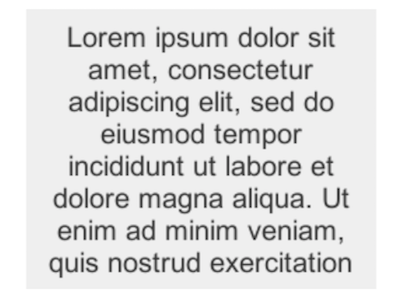 Lorem ipsum dolor sit
amet, consectetur
adipiscing elit, sed do
eiusmod tempor
incididunt ut labore et
dolore magna aliqua. Ut
enim ad minim veniam,
quis nostrud exercitation